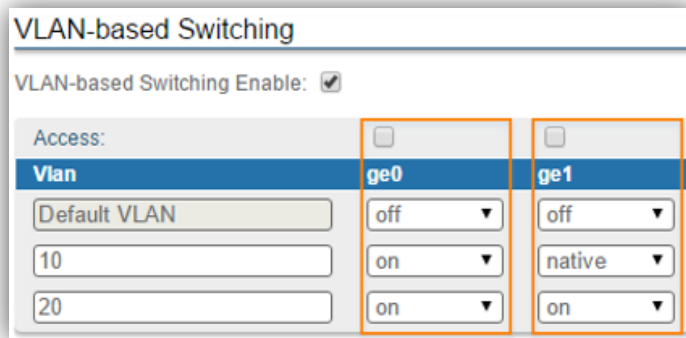 VLAN-based Switching
VLAN-based Switching Enable:
Access:
Vlan ge0 ge1
Default VLAN off off
10 on native
20 on on